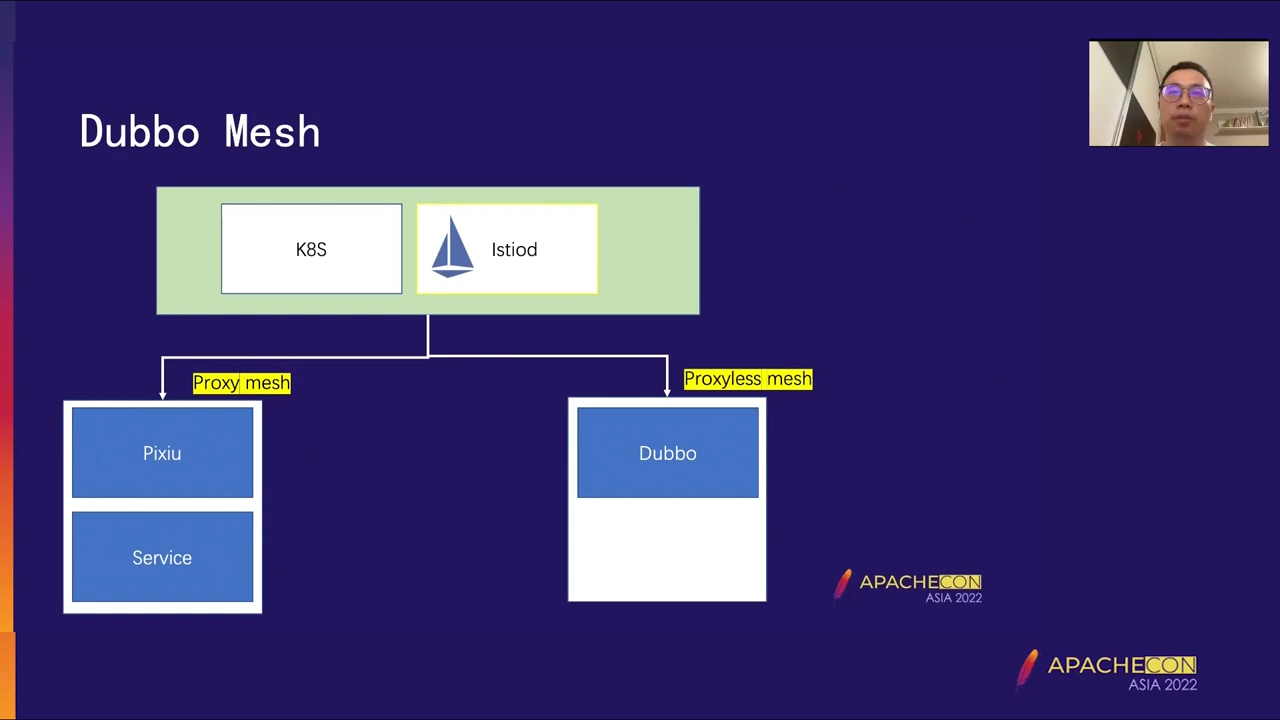 Dubbo Mesh
K8S
Istiod
Proxy mesh
Proxyless mesh
Pixiu
Dubbo
Service
APACHECON
ASIA 2022
APACHECON
ASIA 2022